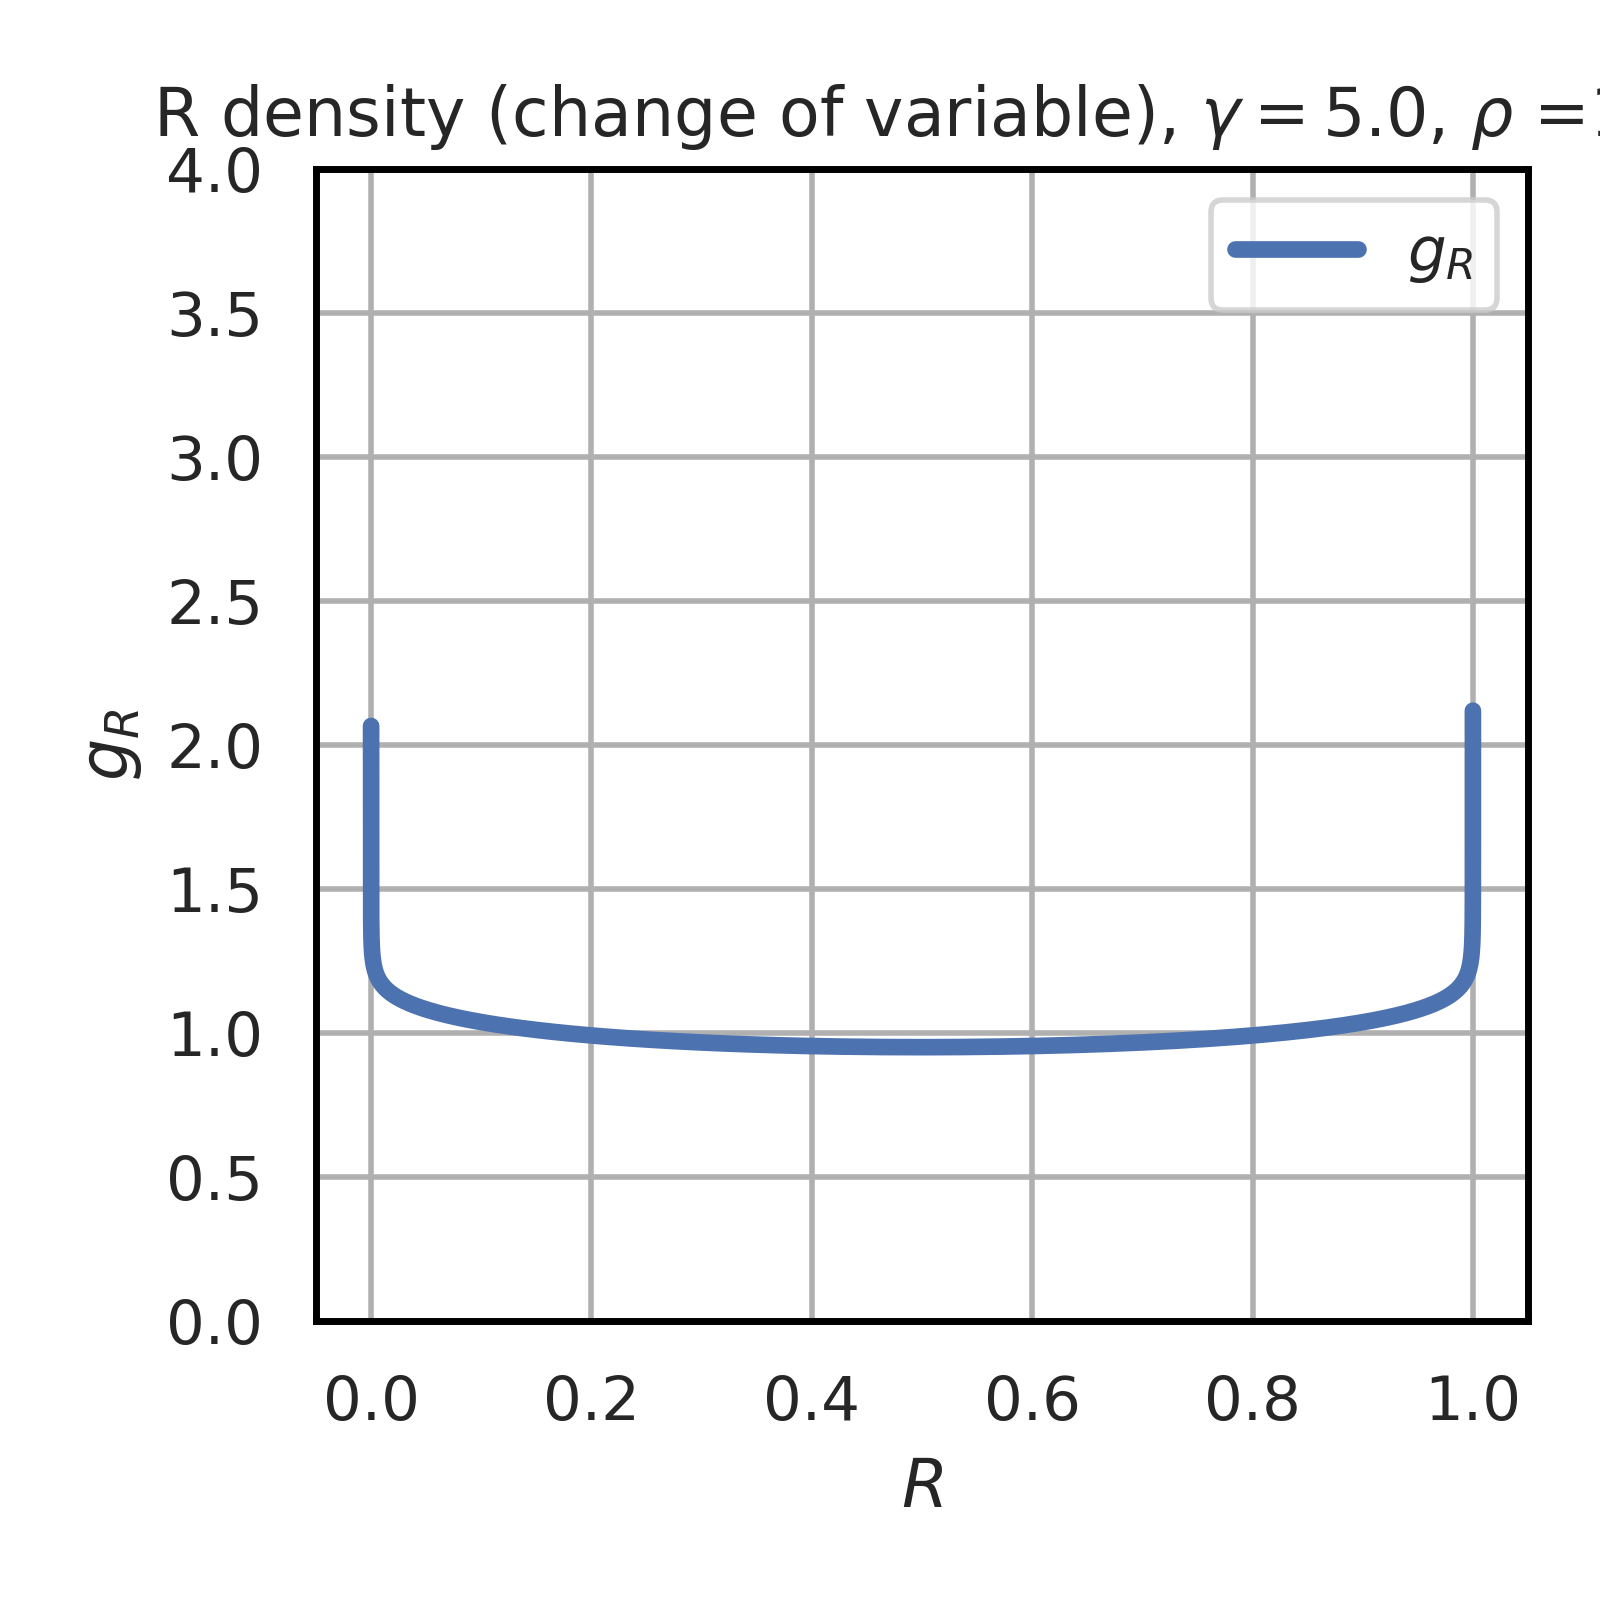 R density (change of variable), γ = 5.0, ρ =
4.0
3.5
3.0
2.5
2.0
1.5
1.0
0.5
0.0
g_R
g_R
0.0 0.2 0.4 0.6 0.8 1.0
R